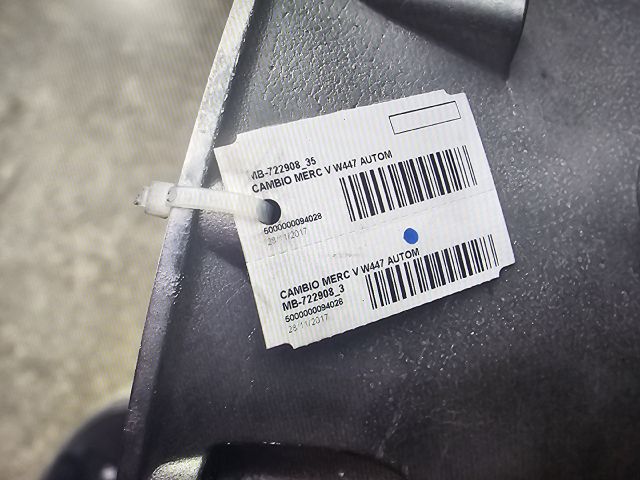 MB-722908_35
CAMBIO MERC V W447 AUTOM
5000000094028
28/11/2017
CAMBIO MERC V W447 AUTOM
MB-722908_3
5000000094028
28/11/2017